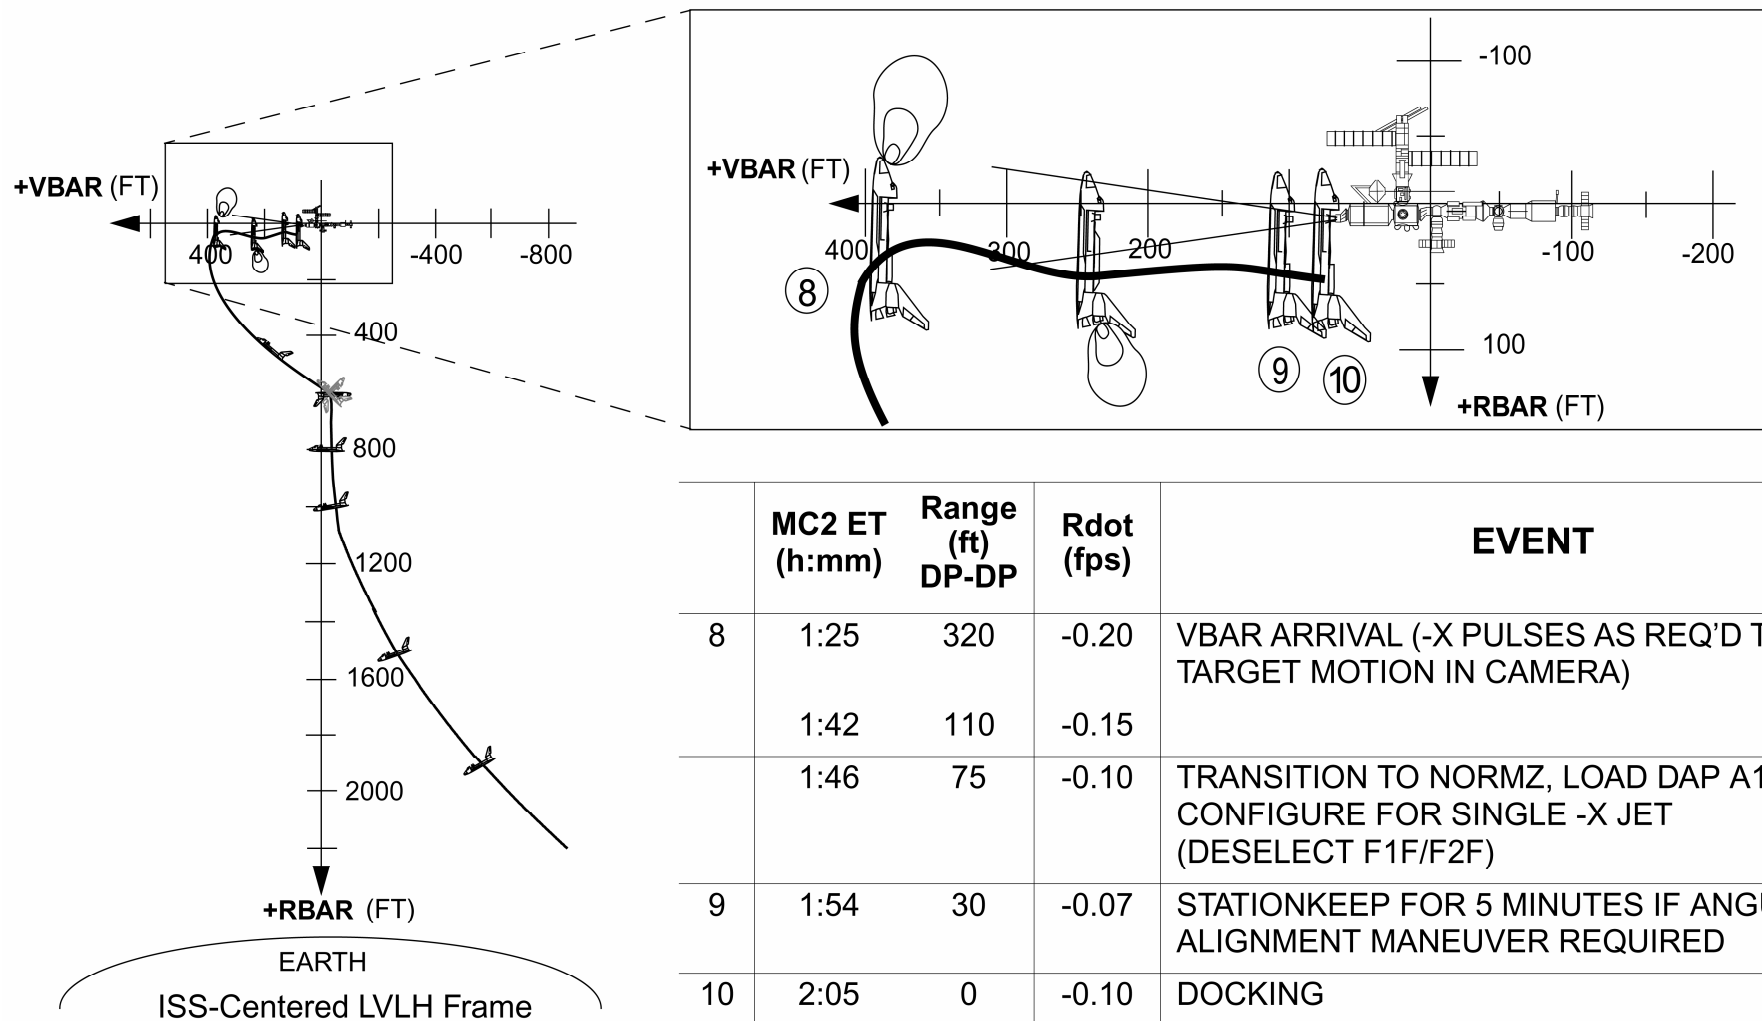 +VBAR (FT)
400
-400
-800
400
800
1200
1600
2000
+RBAR (FT)
EARTH
ISS-Centered LVLH Frame
-100
+VBAR (FT)
400
300
200
-100
-200
8
9
10
100
+RBAR (FT)
MC2 ET (h:mm)
Range (ft) DP-DP
Rdot (fps)
EVENT
8 1:25 320 -0.20 VBAR ARRIVAL (-X PULSES AS REQ'D T
TARGET MOTION IN CAMERA)
1:42 110 -0.15
1:46 75 -0.10 TRANSITION TO NORMZ, LOAD DAP A1
CONFIGURE FOR SINGLE -X JET
(DESELECT F1F/F2F)
9 1:54 30 -0.07 STATIONKEEP FOR 5 MINUTES IF ANGU
ALIGNMENT MANEUVER REQUIRED
10 2:05 0 -0.10 DOCKING